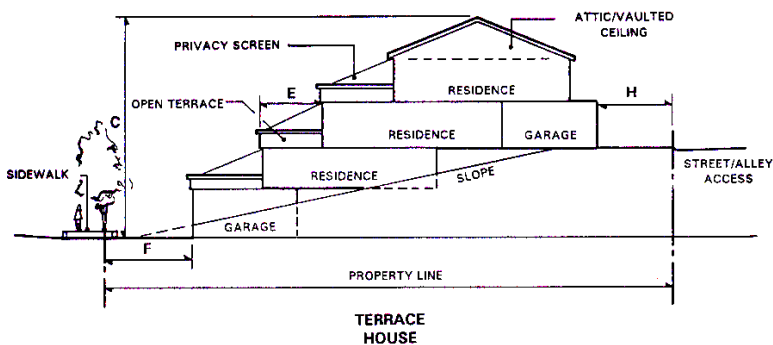 ATTIC/VAULTED
CEILING
PRIVACY SCREEN
C
E
RESIDENCE
H
OPEN TERRACE
RESIDENCE
GARAGE
SIDEWALK
RESIDENCE
SLOPE
STREET/ALLEY
ACCESS
GARAGE
F
PROPERTY LINE
TERRACE
HOUSE